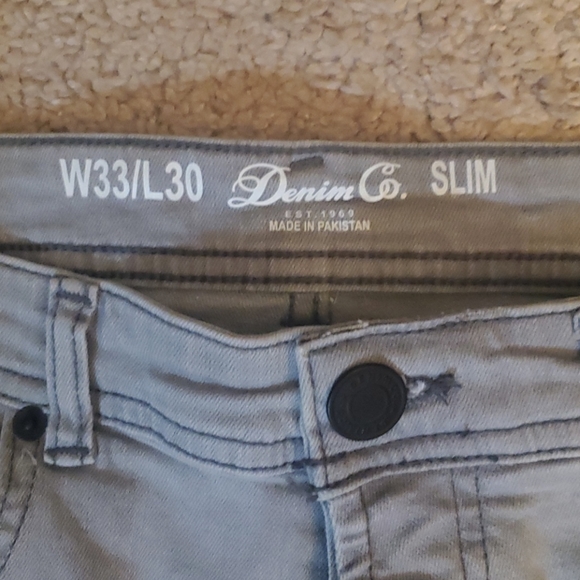 W33/L30 Denim Co. SLIM
EST. 1969
MADE IN PAKISTAN